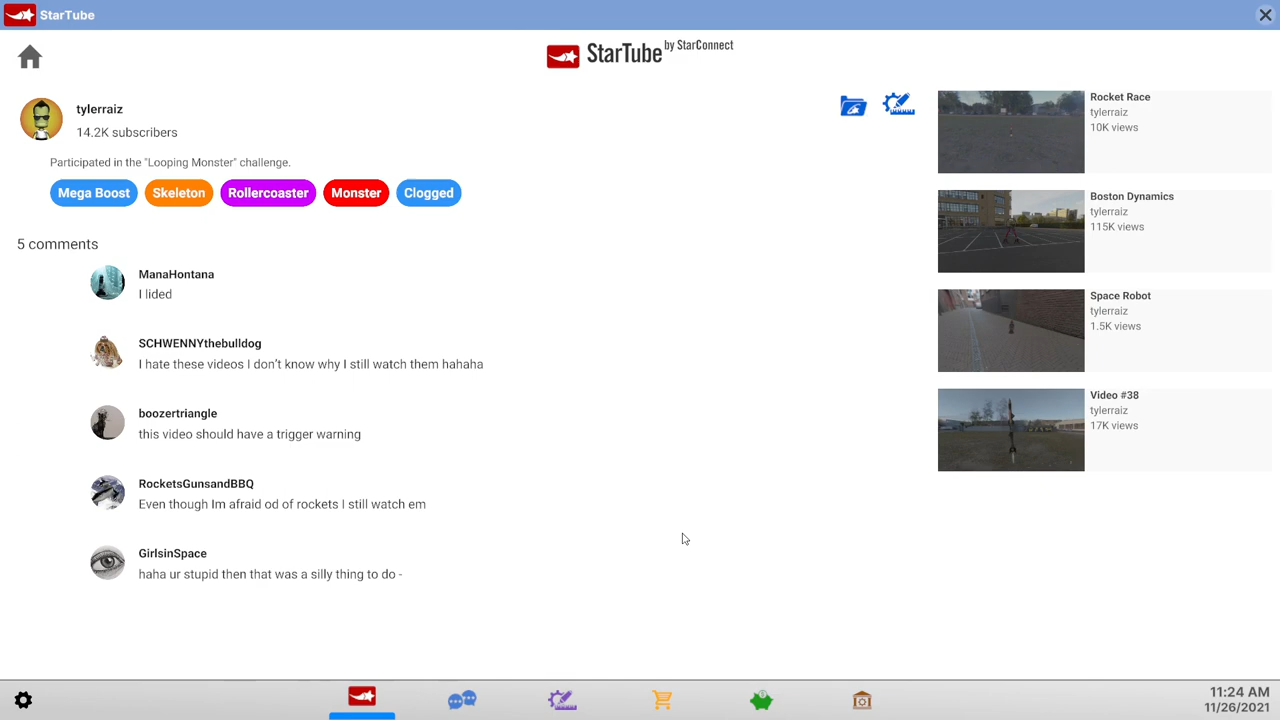 StarTube
StarTube by StarConnect
tylerraiz
14.2K subscribers
Participated in the "Looping Monster" challenge.
Mega Boost Skeleton Rollercoaster Monster Clogged
5 comments
ManaHontana
I lided
SCHWENNYthebulldog
I hate these videos I don't know why I still watch them hahaha
boozertriangle
this video should have a trigger warning
RocketsGunsandBBQ
Even though Im afraid od of rockets I still watch em
GirlsinSpace
haha ur stupid then that was a silly thing to do -
Rocket Race
tylerraiz
10K views
Boston Dynamics
tylerraiz
115K views
Space Robot
tylerraiz
1.5K views
Video #38
tylerraiz
17K views
11:24 AM
11/26/2021